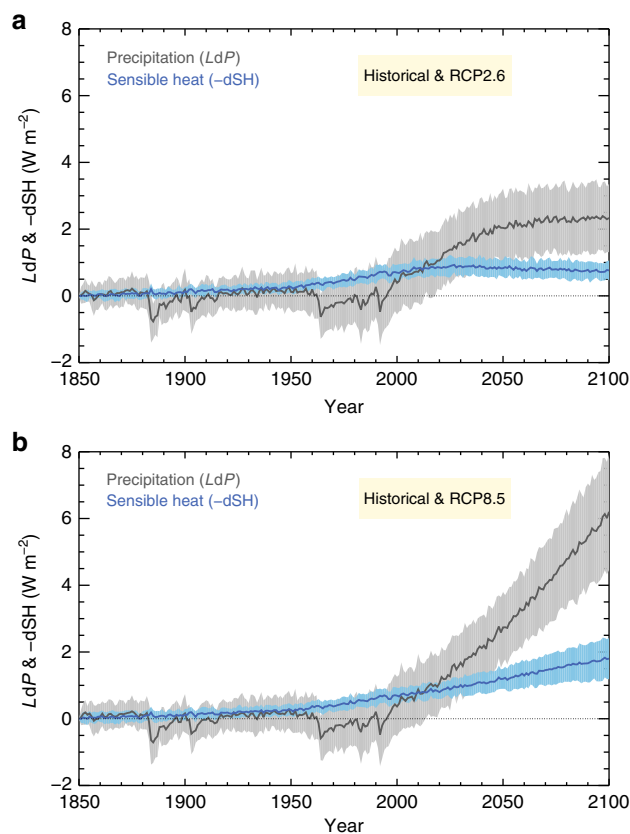 a
8
6
4
2
0
−2
Precipitation (LdP)
Sensible heat (−dSH)
Historical & RCP2.6
LdP & −dSH (W m−2)
1850 1900 1950 2000 2050 2100
Year
b
8
6
4
2
0
−2
Precipitation (LdP)
Sensible heat (−dSH)
Historical & RCP8.5
LdP & −dSH (W m−2)
1850 1900 1950 2000 2050 2100
Year